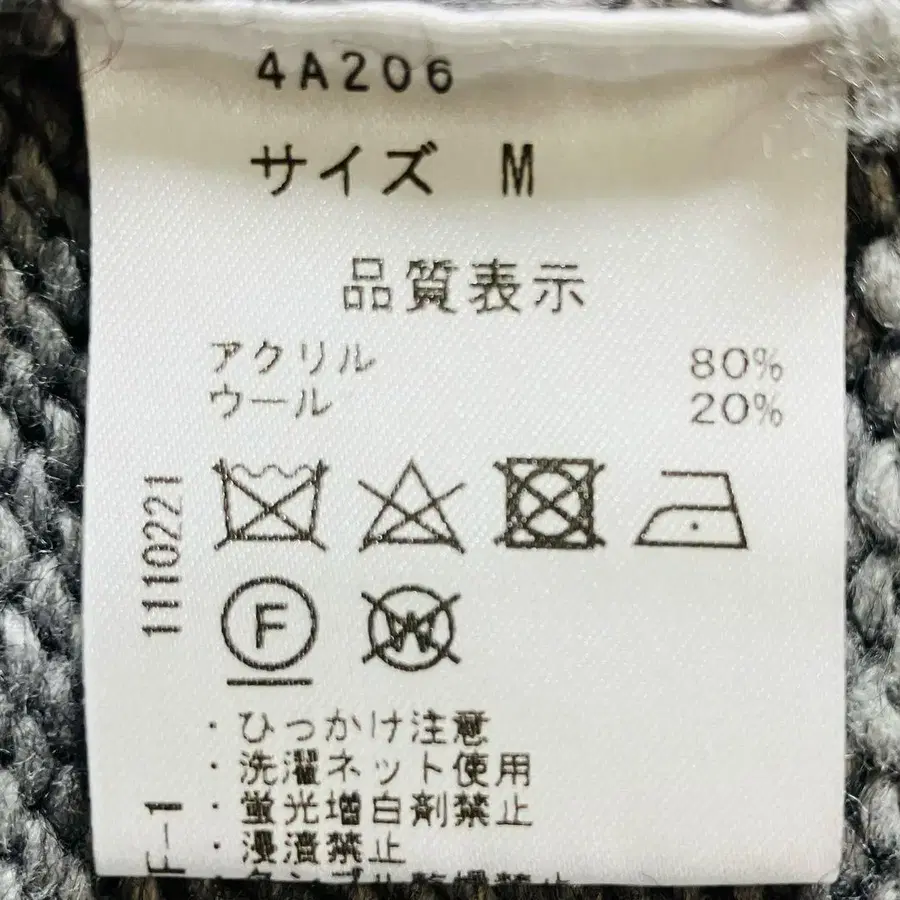 4A206
サイズ M
品質表示
アクリル 80%
ウール 20%
1110221
F
W
・ひっかけ注意
・洗濯ネット使用
・蛍光増白剤禁止
・浸漬禁止
F-1